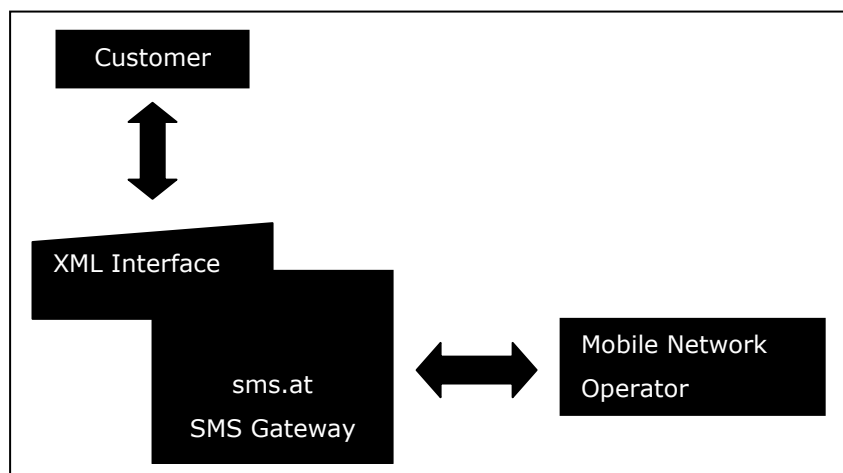 Customer
XML Interface
sms.at
SMS Gateway
Mobile Network
Operator